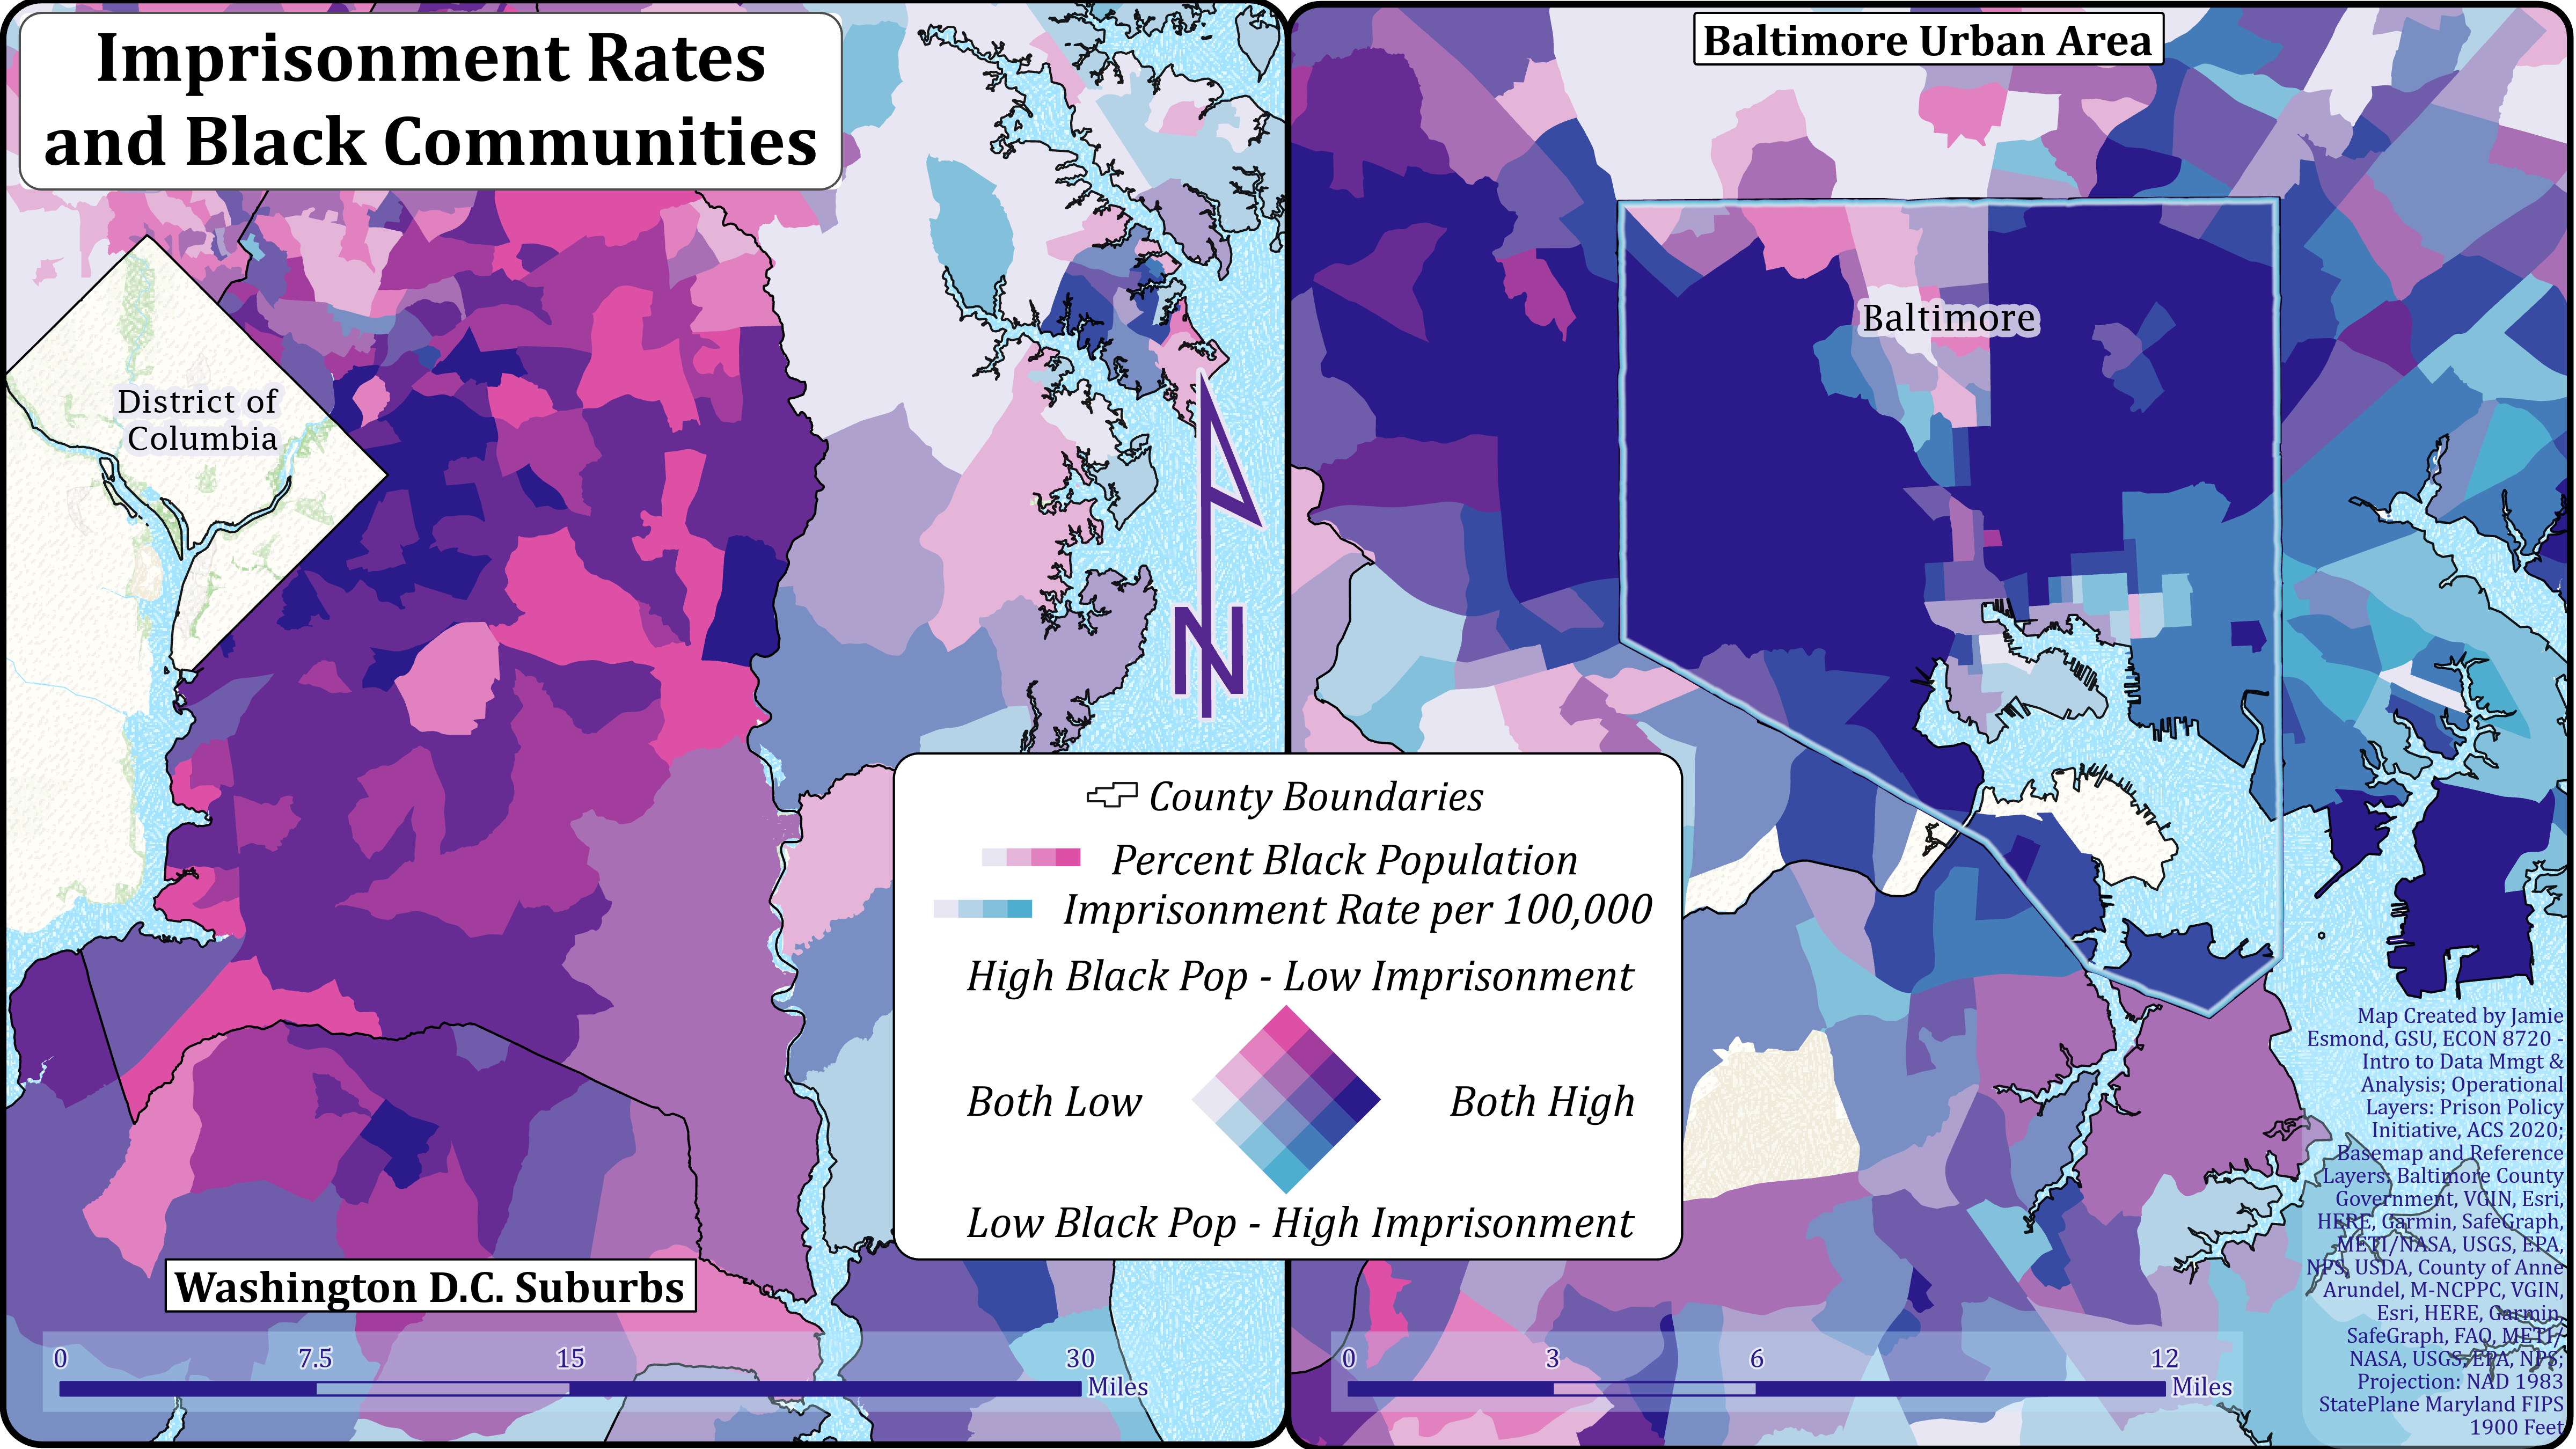 Imprisonment Rates
and Black Communities
Baltimore Urban Area
District of
Columbia
Baltimore
N
County Boundaries
Percent Black Population
Imprisonment Rate per 100,000
High Black Pop - Low Imprisonment
Both Low
Both High
Low Black Pop - High Imprisonment
Washington D.C. Suburbs
0 7.5 15 30
Miles
0 3 6 12
Miles
Map Created by Jamie
Esmond, GSU, ECON 8720 -
Intro to Data Mmgt &
Analysis; Operational
Layers: Prison Policy
Initiative, ACS 2020;
Basemap and Reference
Layers: Baltimore County
Government, VGIN, Esri,
HERE, Garmin, SafeGraph,
METI/NASA, USGS, EPA,
NPS, USDA, County of Anne
Arundel, M-NCPPC, VGIN,
Esri, HERE, Garmin,
SafeGraph, FAO, METI/
NASA, USGS, EPA, NPS;
Projection: NAD 1983
StatePlane Maryland FIPS
1900 Feet